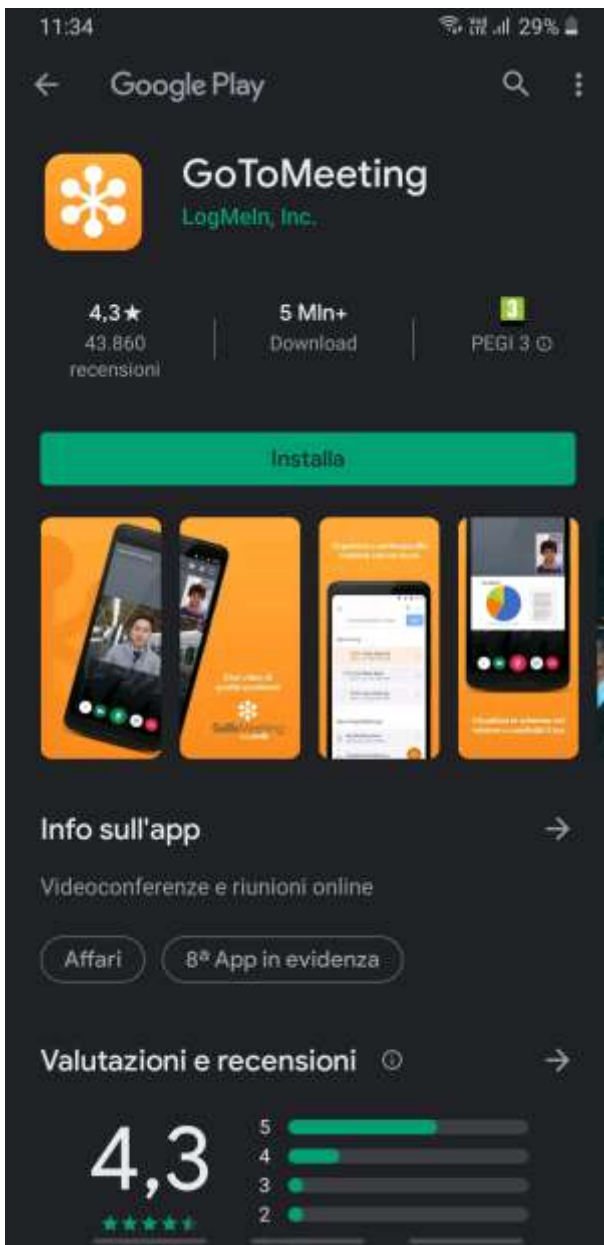 11:34
29%
Google Play
GoToMeeting
LogMeIn, Inc.
4,3★
43.860
recensioni
5 Mln+
Download
3
PEGI 3
Installa
Info sull'app
Videoconferenze e riunioni online
Affari
8ª App in evidenza
Valutazioni e recensioni
4,3
5
4
3
2